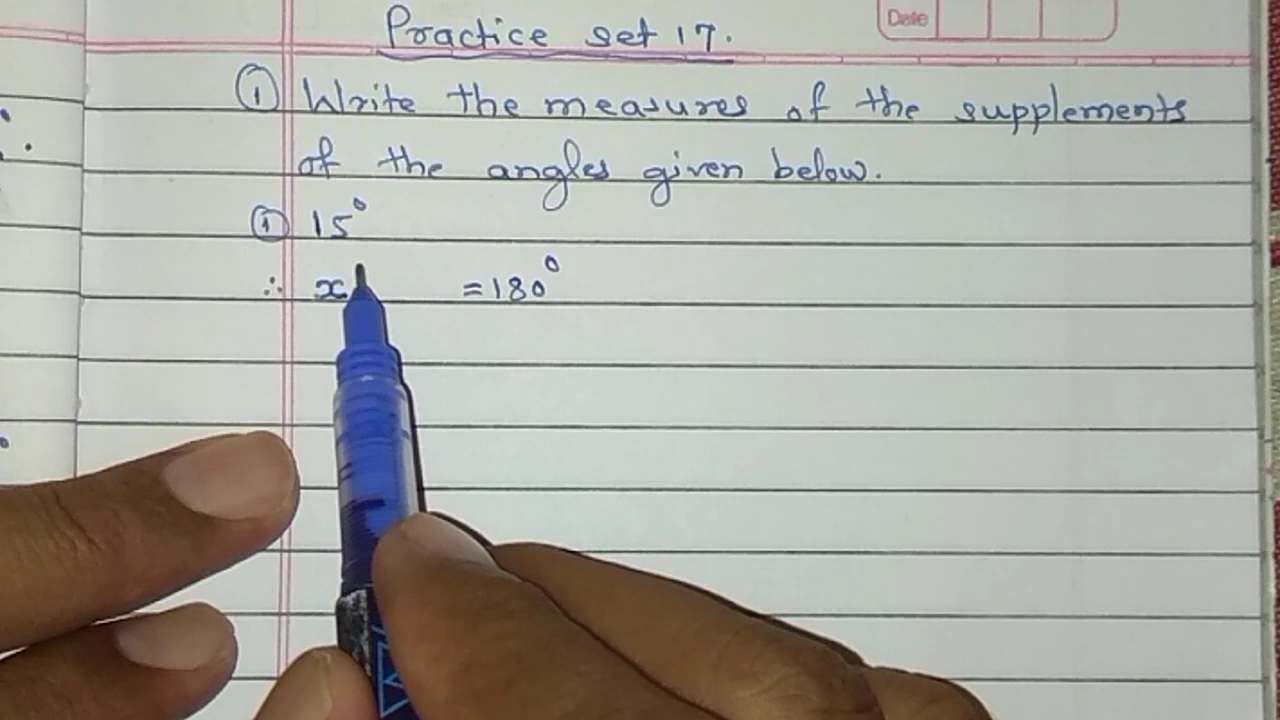 Date
Practice set 17.
① Write the measures of the supplements
of the angles given below.
① 15°
∴ x = 180°